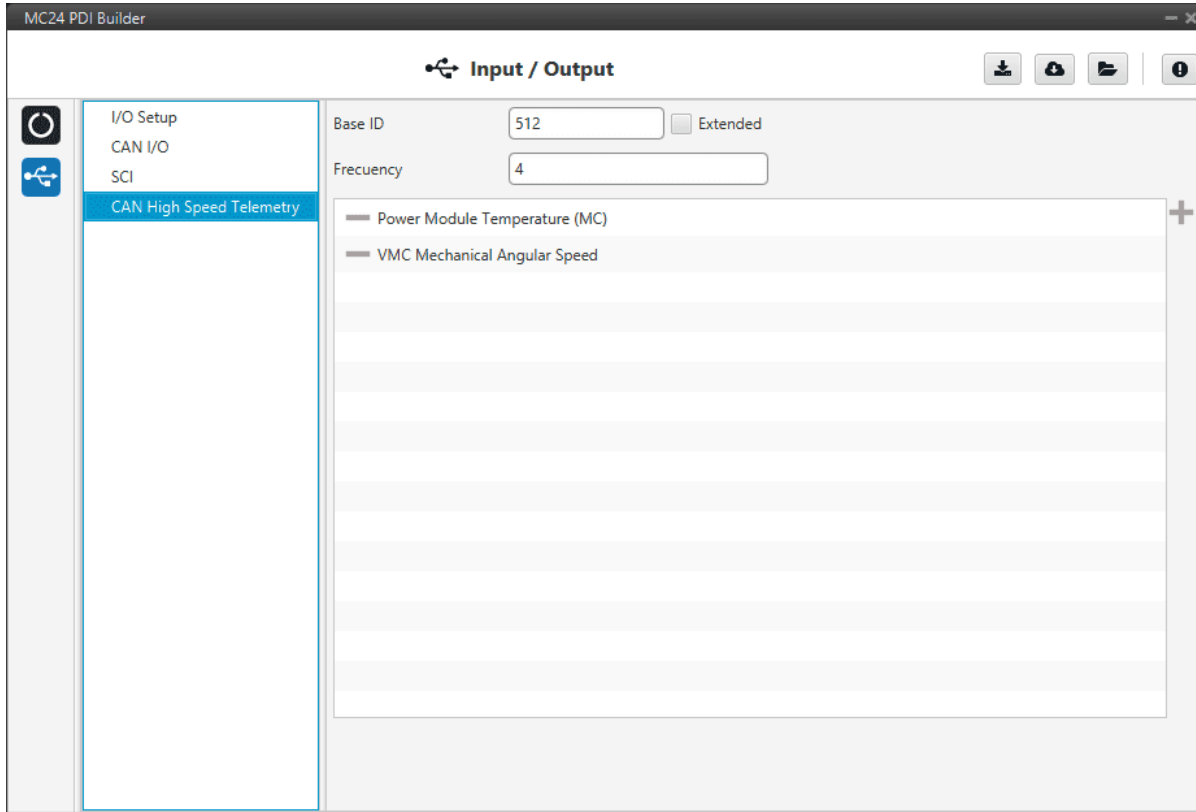 MC24 PDI Builder
Input / Output
I/O Setup
CAN I/O
SCI
CAN High Speed Telemetry
Base ID
512
Extended
Frecuency
4
Power Module Temperature (MC)
VMC Mechanical Angular Speed